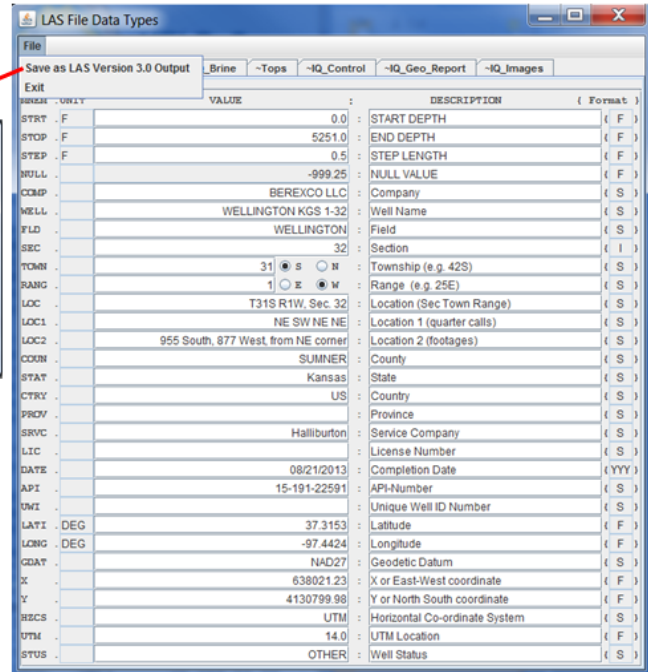 LAS File Data Types
File
Save as LAS Version 3.0 Output
Exit
_Brine ~Tops ~IQ_Control ~IQ_Geo_Report ~IQ_Images
.UNIT VALUE : DESCRIPTION { Format }
STRT . F 0.0 : START DEPTH { F }
STOP . F 5251.0 : END DEPTH { F }
STEP . F 0.5 : STEP LENGTH { F }
NULL . -999.25 : NULL VALUE { F }
COMP . BEREXCO LLC : Company { S }
WELL . WELLINGTON KGS 1-32 : Well Name { S }
FLD . WELLINGTON : Field { S }
SEC . 32 : Section { I }
TOWN . 31 S N : Township (e.g. 42S) { S }
RANG . 1 E W : Range (e.g. 25E) { S }
LOC . T31S R1W, Sec. 32 : Location (Sec Town Range) { S }
LOC1 . NE SW NE NE : Location 1 (quarter calls) { S }
LOC2 . 955 South, 877 West, from NE corner : Location 2 (footages) { S }
COUN . SUMNER : County { S }
STAT . Kansas : State { S }
CTRY . US : Country { S }
PROV . : Province { S }
SRVC . Halliburton : Service Company { S }
LIC . : License Number { S }
DATE . 08/21/2013 : Completion Date { YYY }
API . 15-191-22591 : API-Number { S }
UWI . : Unique Well ID Number { S }
LATI . DEG 37.3153 : Latitude { F }
LONG . DEG -97.4424 : Longitude { F }
GDAT . NAD27 : Geodetic Datum { S }
X . 638021.23 : X or East-West coordinate { F }
Y . 4130799.98 : Y or North South coordinate { F }
HZCS . UTM : Horizontal Co-ordinate System { S }
UTM . 14.0 : UTM Location { F }
STUS . OTHER : Well Status { S }